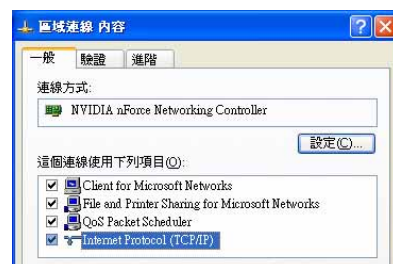 區域連線 內容
一般 驗證 進階
連線方式:
NVIDIA nForce Networking Controller
設定(C)...
這個連線使用下列項目(O):
Client for Microsoft Networks
File and Printer Sharing for Microsoft Networks
QoS Packet Scheduler
Internet Protocol (TCP/IP)